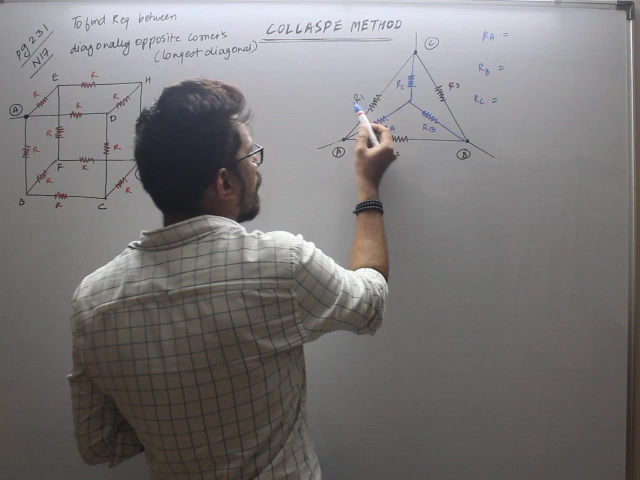 Pg 231
N17
To find Req between
diagonally opposite corners
(longest diagonal)
COLLASPE METHOD
E
R
H
A
R
R
R
D
R
R
R
F
R
R
R
B
R
C
C
R1
RC
R3
RB
A
B
RA =
RB =
RC =